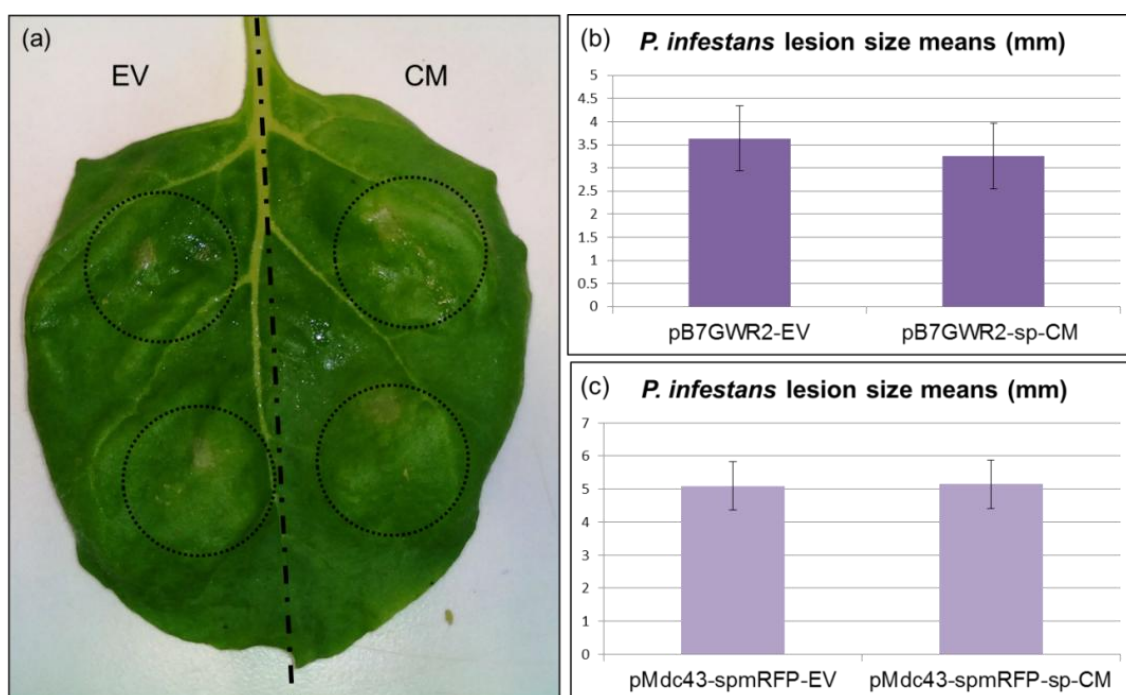 (a)
EV
CM
(b)
P. infestans lesion size means (mm)
5
4.5
4
3.5
3
2.5
2
1.5
1
0.5
0
pB7GWR2-EV
pB7GWR2-sp-CM
(c)
P. infestans lesion size means (mm)
7
6
5
4
3
2
1
0
pMdc43-spmRFP-EV
pMdc43-spmRFP-sp-CM